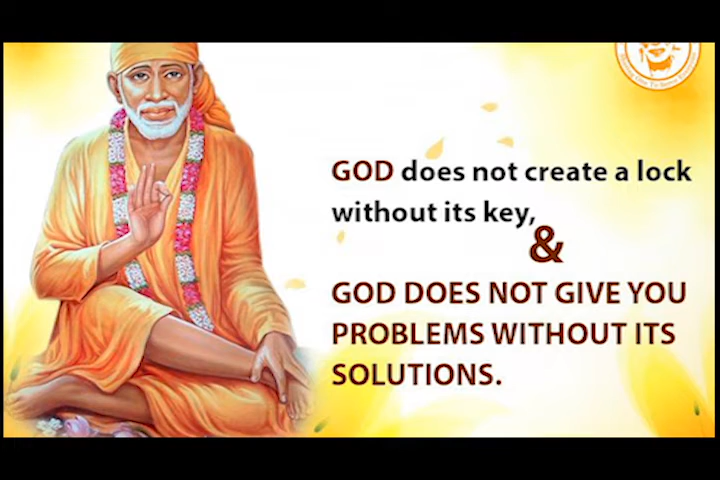 GOD does not create a lock
without its key,
&
GOD DOES NOT GIVE YOU
PROBLEMS WITHOUT ITS
SOLUTIONS.